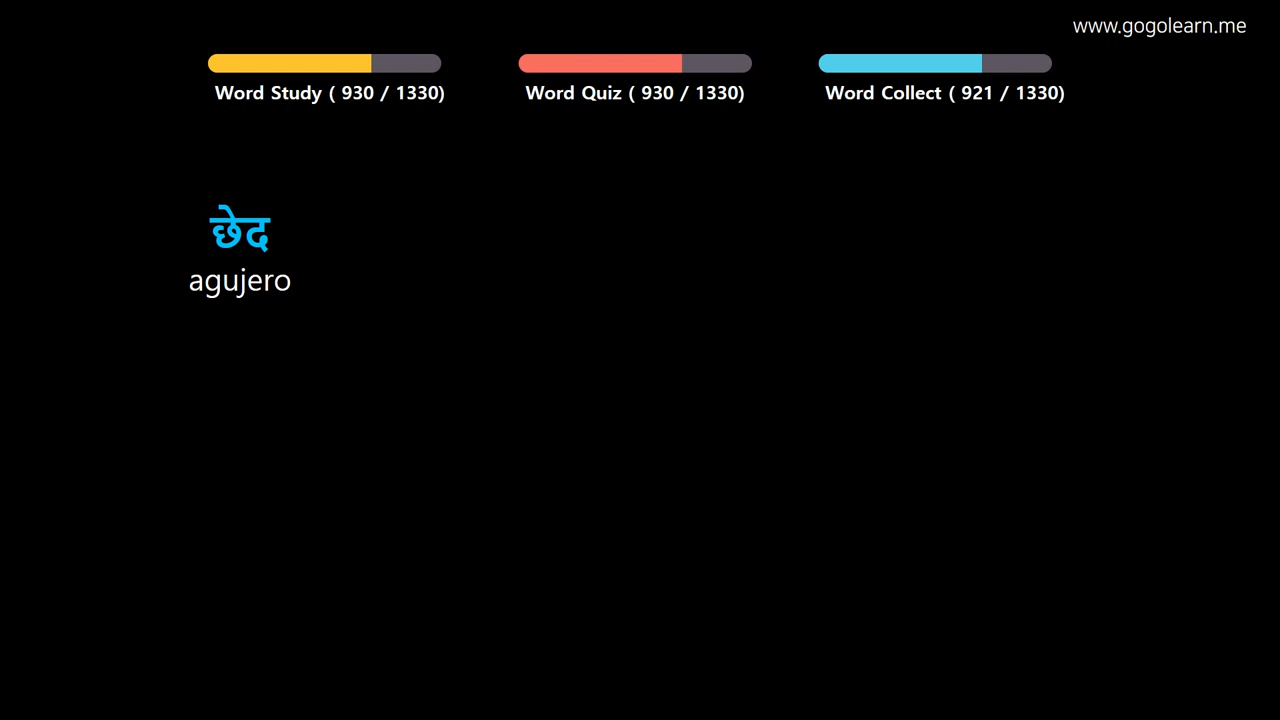 www.gogolearn.me
Word Study ( 930 / 1330)
Word Quiz ( 930 / 1330)
Word Collect ( 921 / 1330)
छेद
agujero